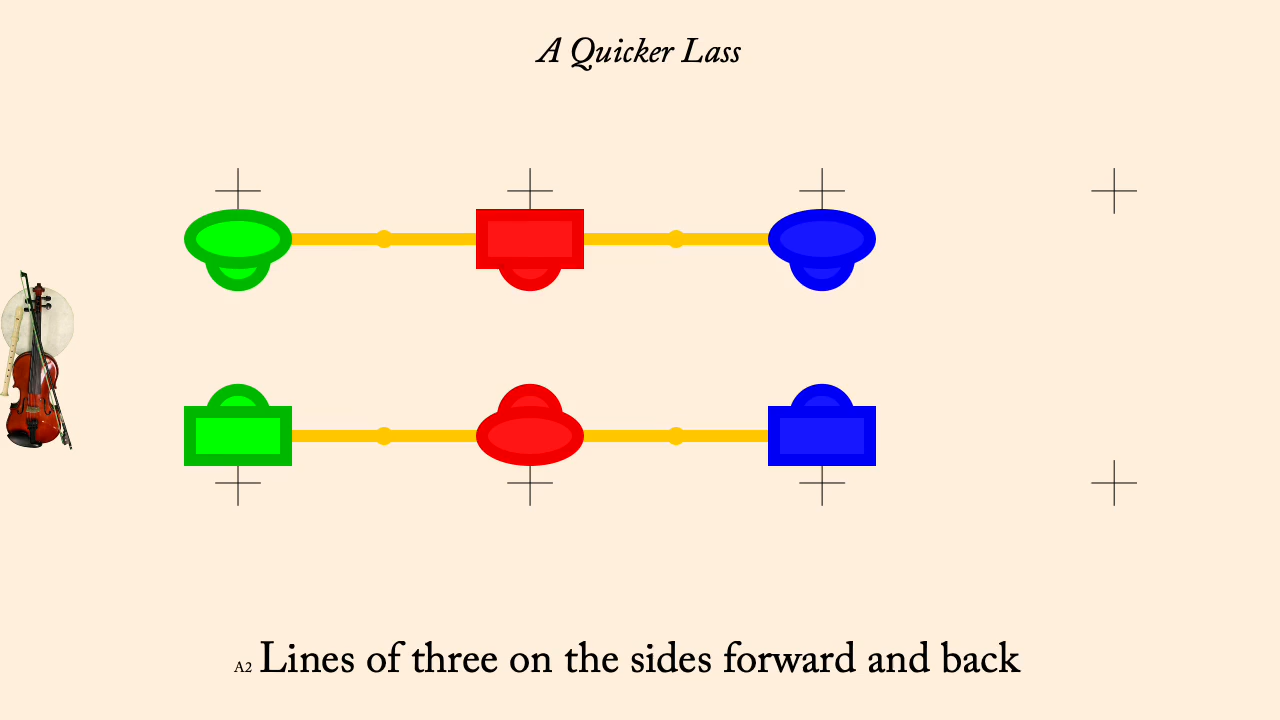 A Quicker Lass
A2 Lines of three on the sides forward and back